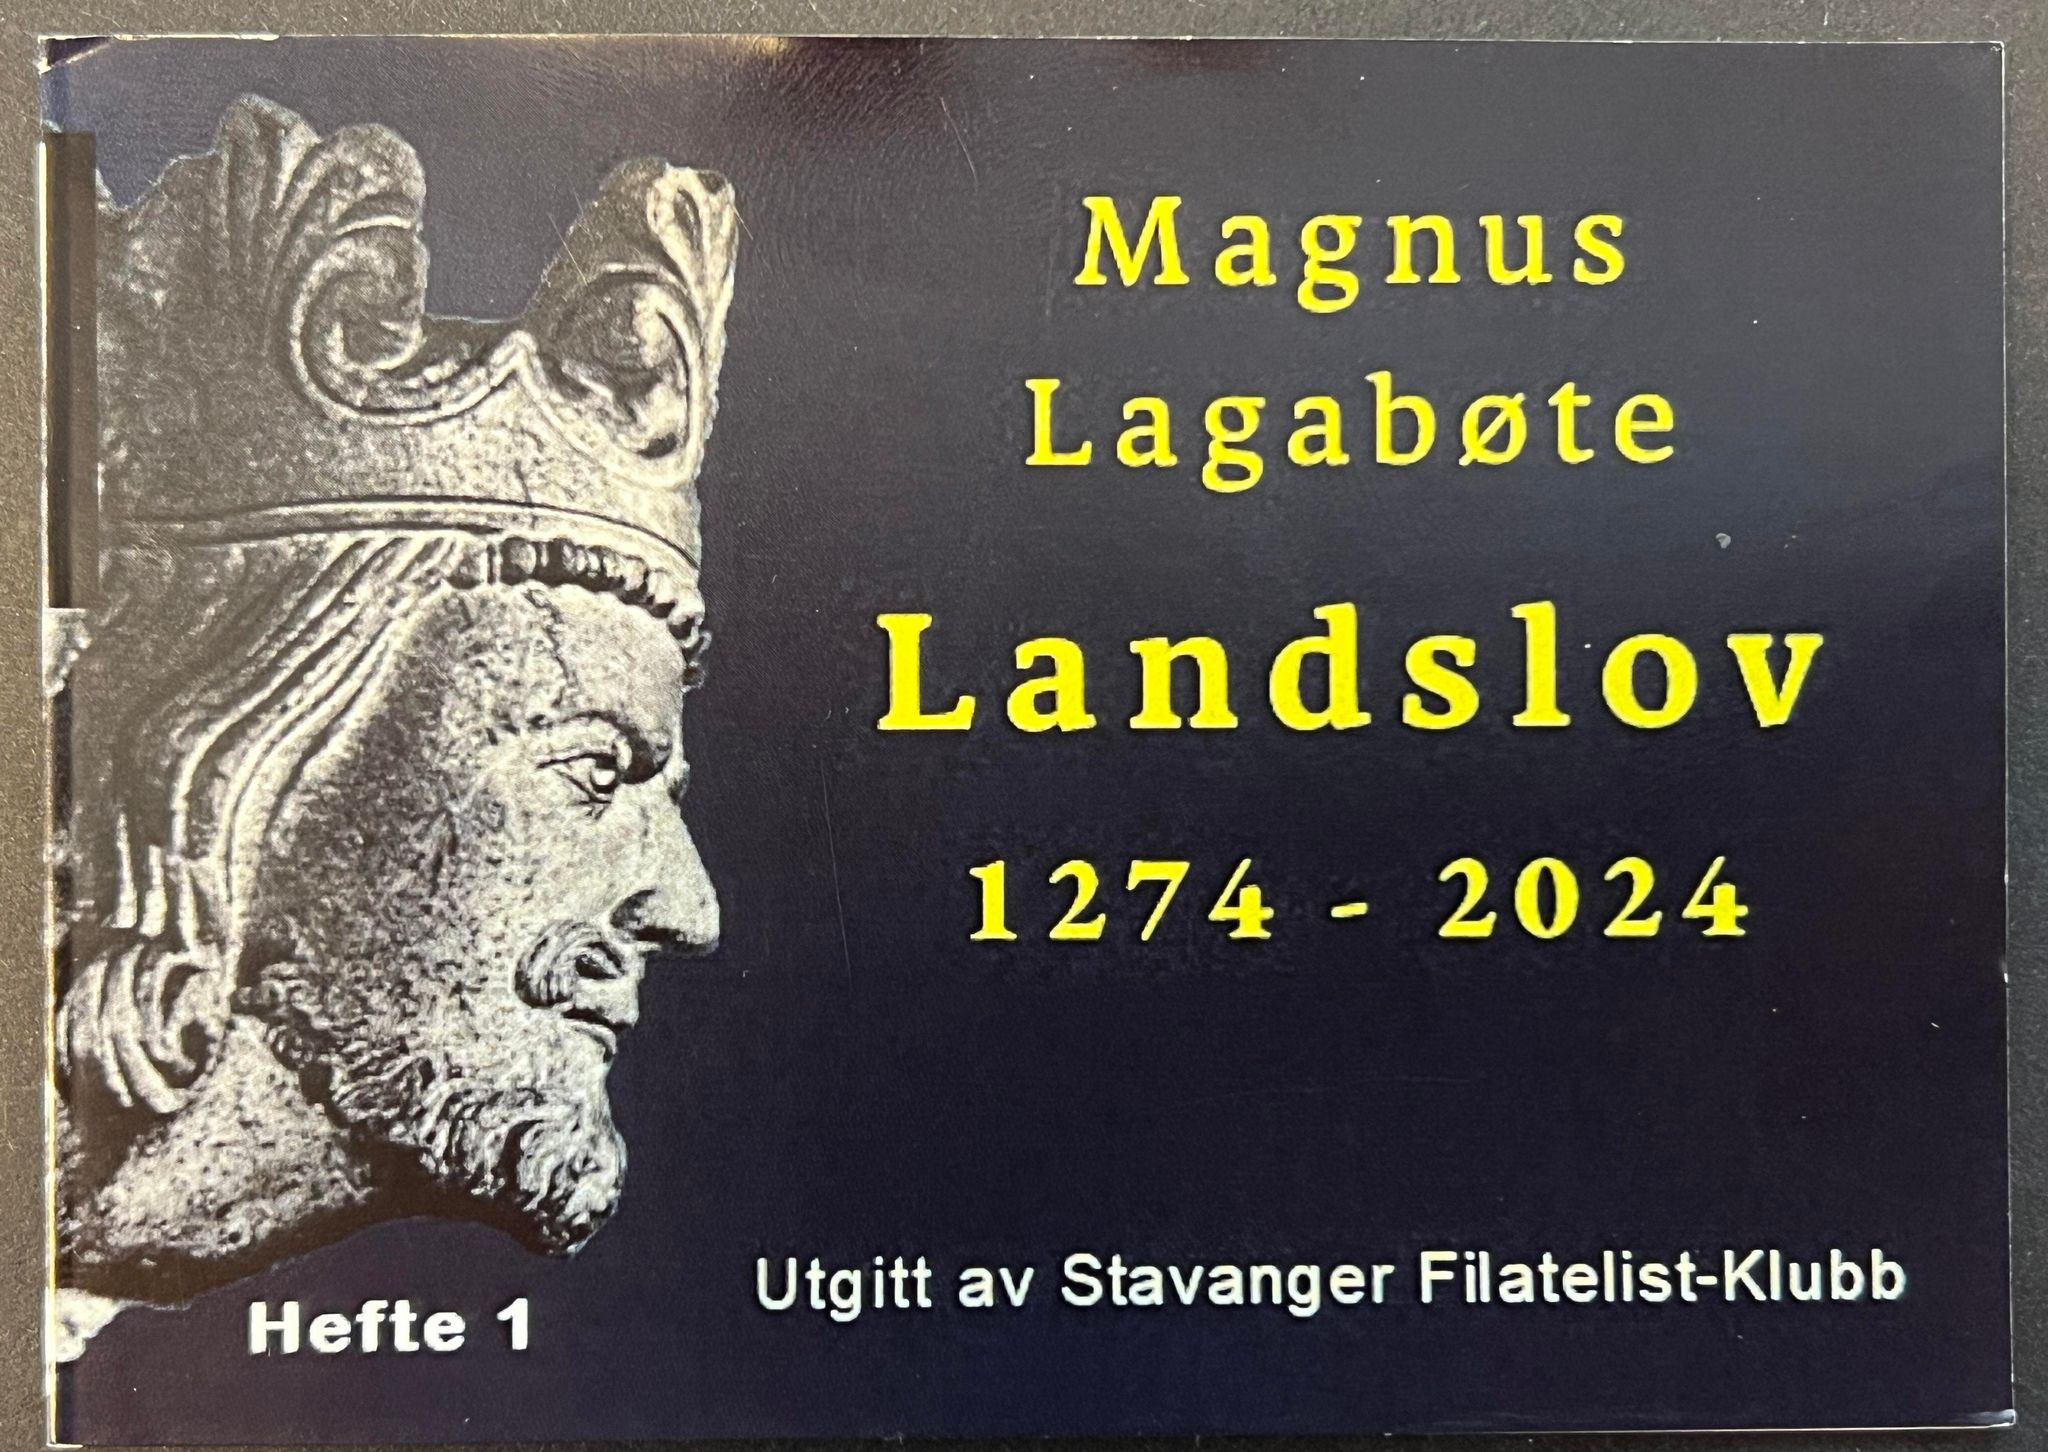 Magnus
Lagabøte
Landslov
1274 - 2024
Utgitt av Stavanger Filatelist-Klubb
Hefte 1